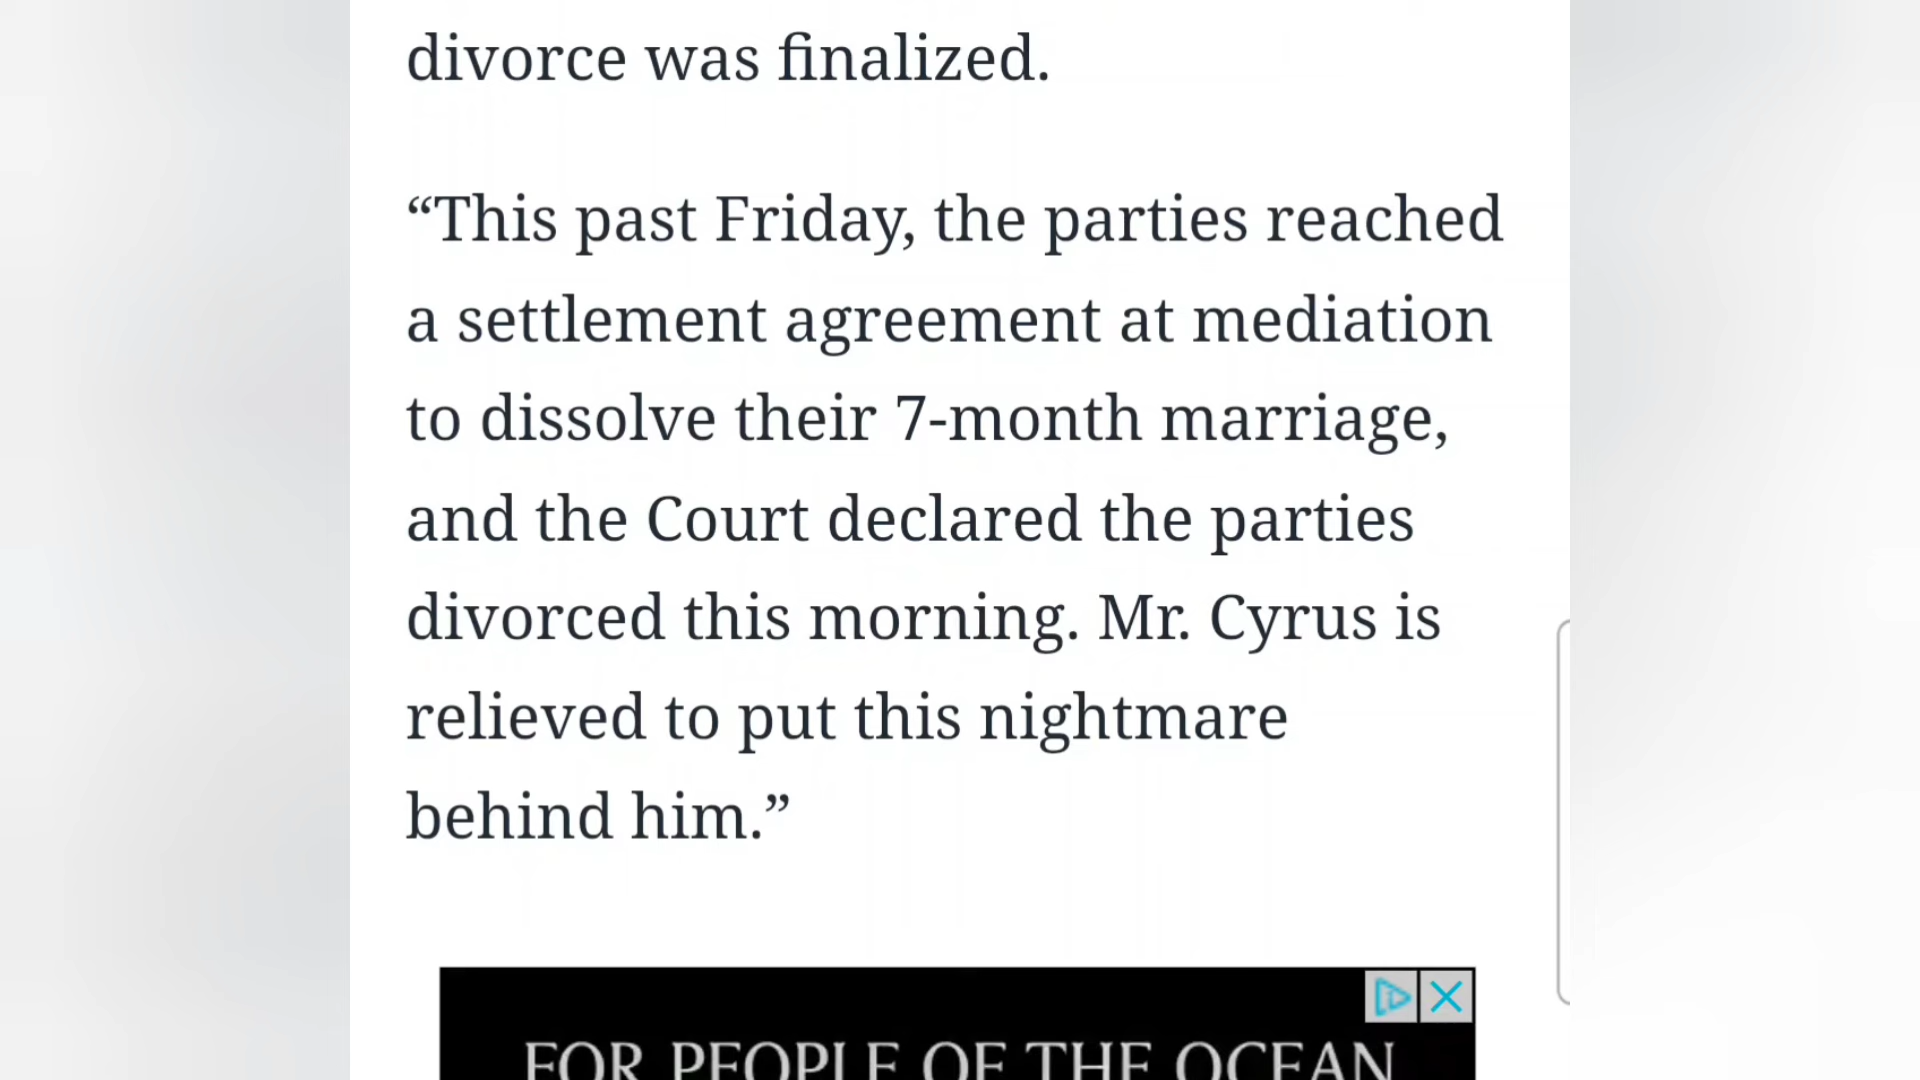 divorce was finalized.
“This past Friday, the parties reached
a settlement agreement at mediation
to dissolve their 7-month marriage,
and the Court declared the parties
divorced this morning. Mr. Cyrus is
relieved to put this nightmare
behind him.”
FOR PEOPLE OF THE OCEAN